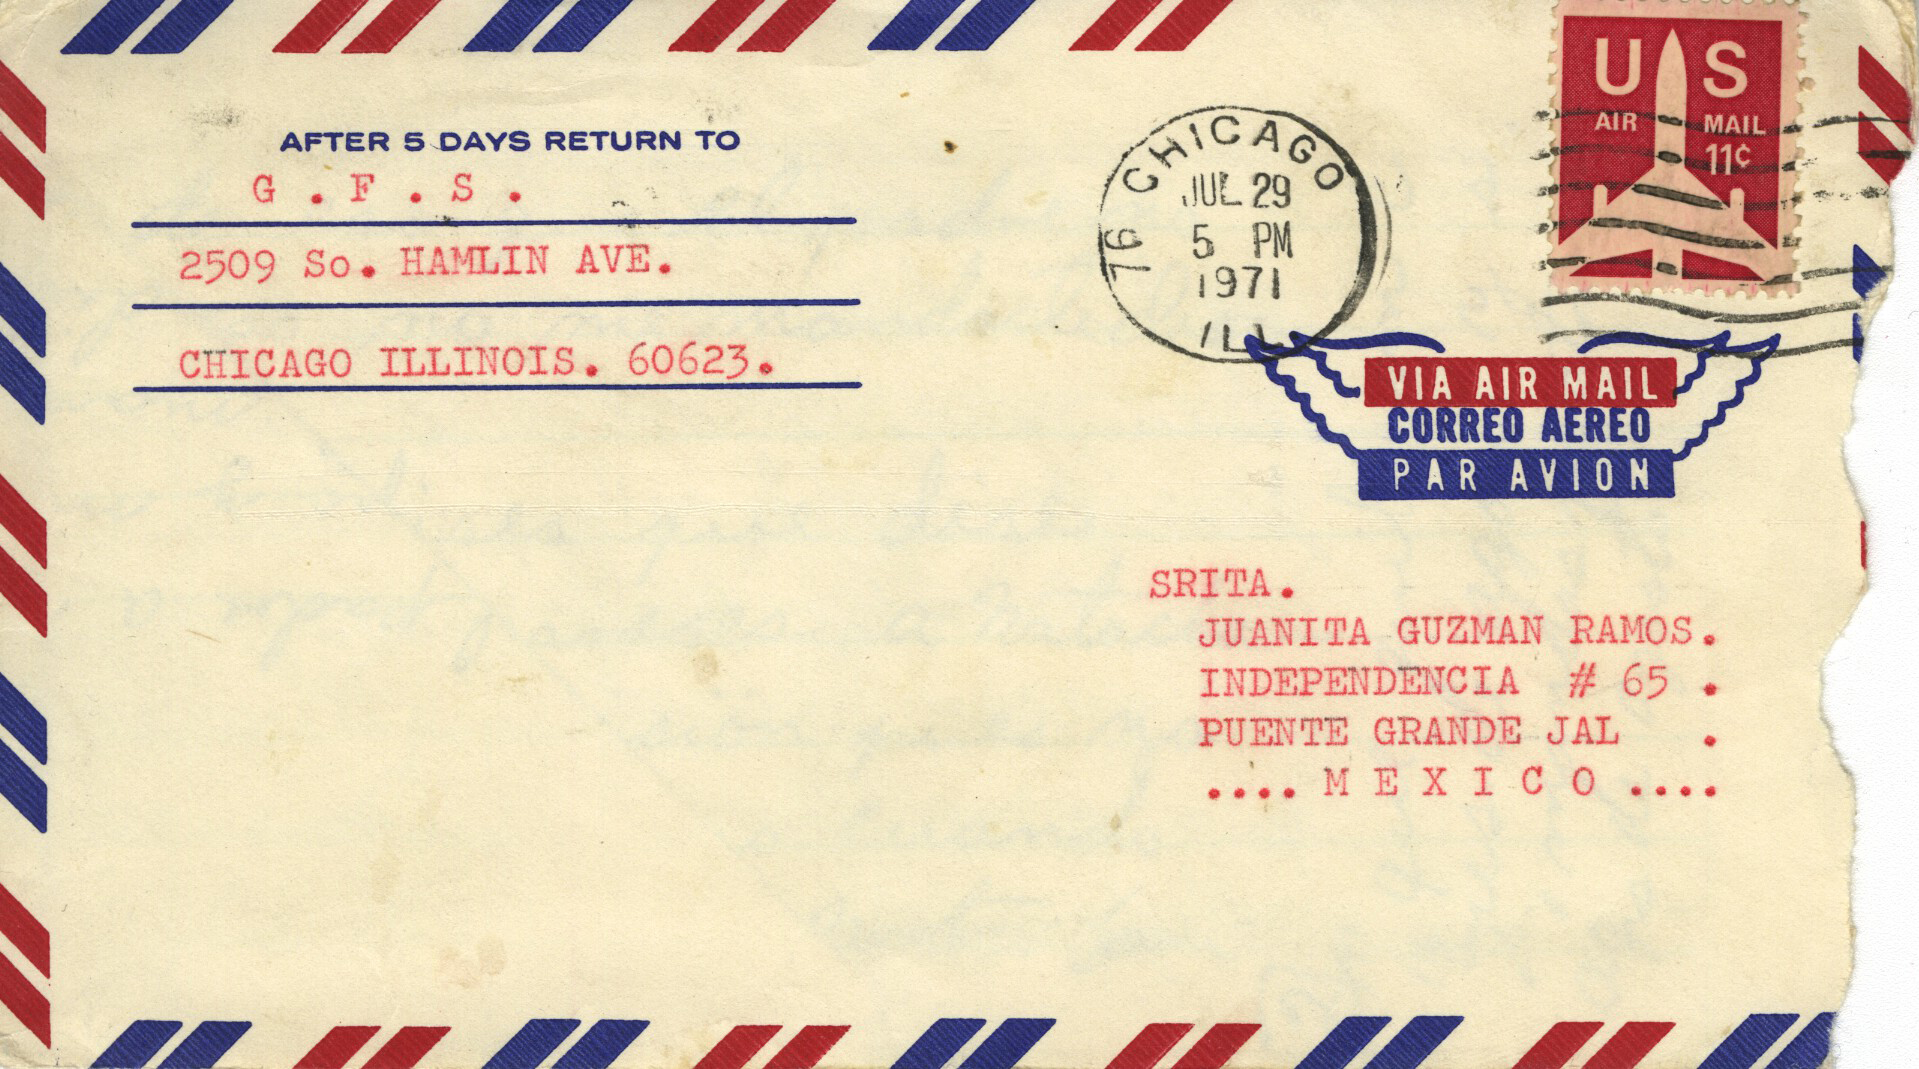 AFTER 5 DAYS RETURN TO
G . F . S .
2509 So. HAMLIN AVE.
CHICAGO ILLINOIS. 60623.
76 CHICAGO
JUL 29
5 PM
1971
ILL
U S
AIR MAIL
11¢
VIA AIR MAIL
CORREO AEREO
PAR AVION
SRITA.
JUANITA GUZMAN RAMOS.
INDEPENDENCIA # 65 .
PUENTE GRANDE JAL .
.... M E X I C O ....